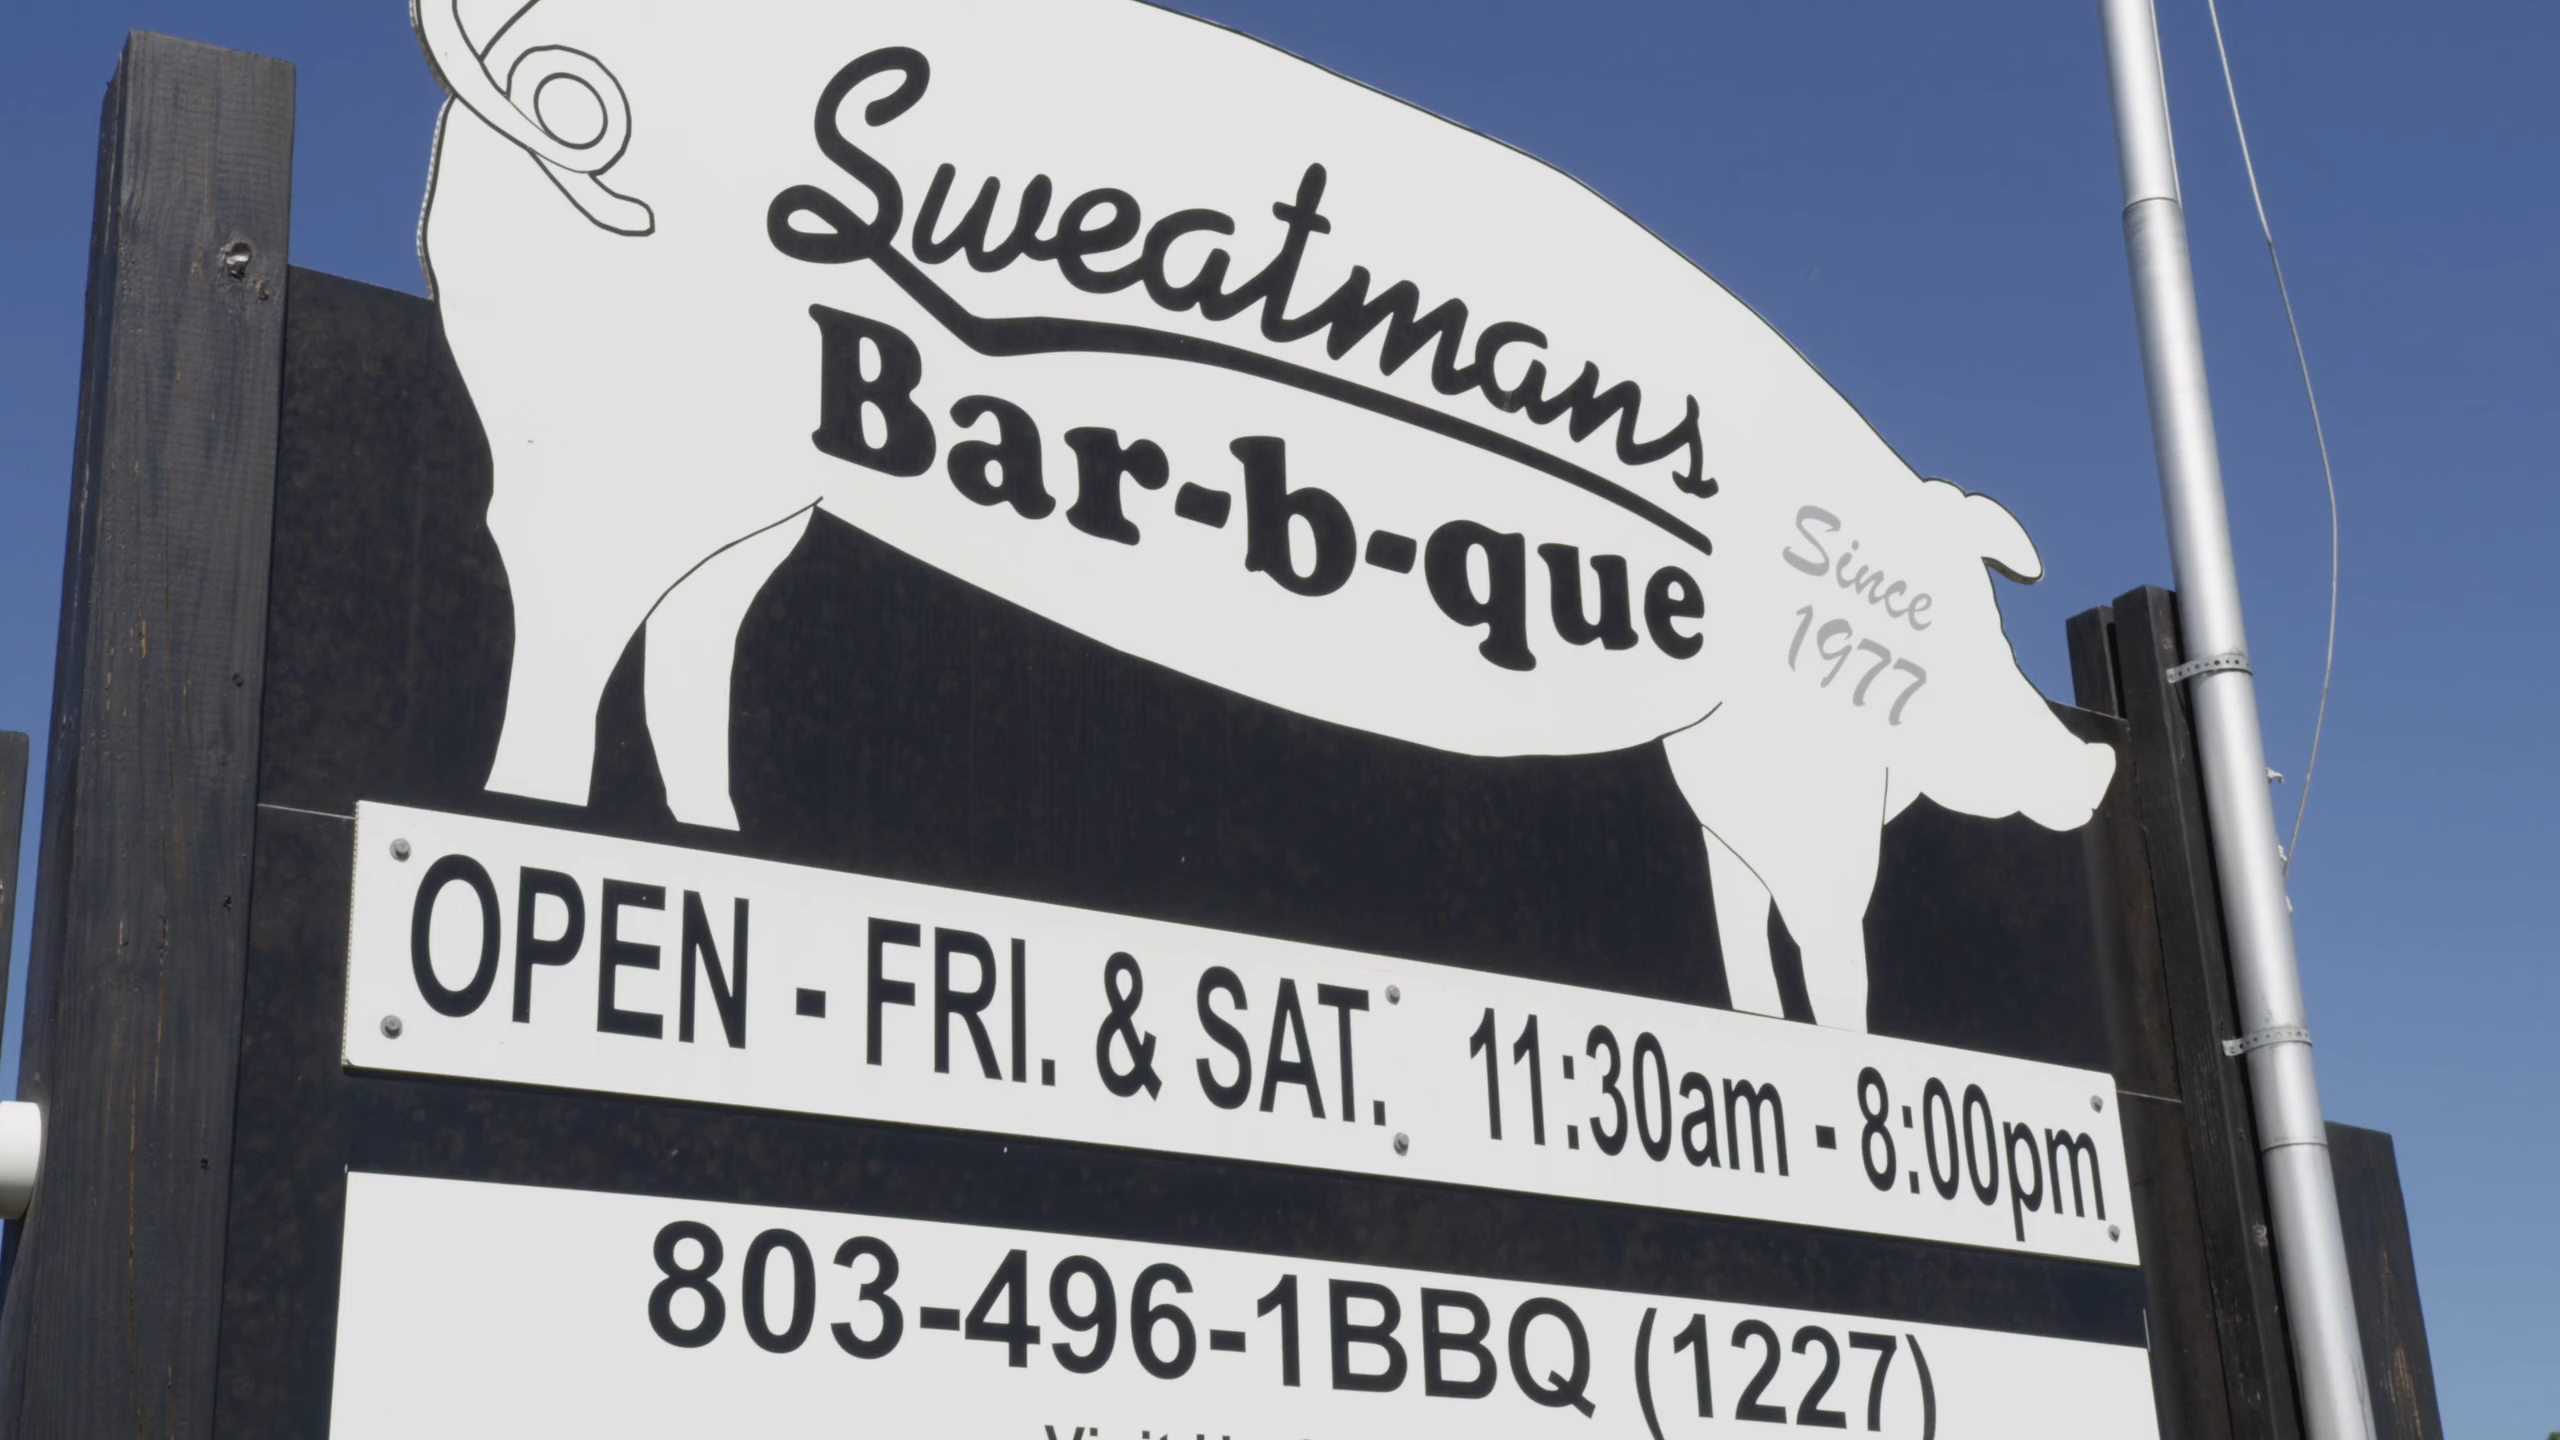 Sweatmans
Bar-b-que
Since
1977
OPEN - FRI. & SAT. 11:30am - 8:00pm
803-496-1BBQ (1227)